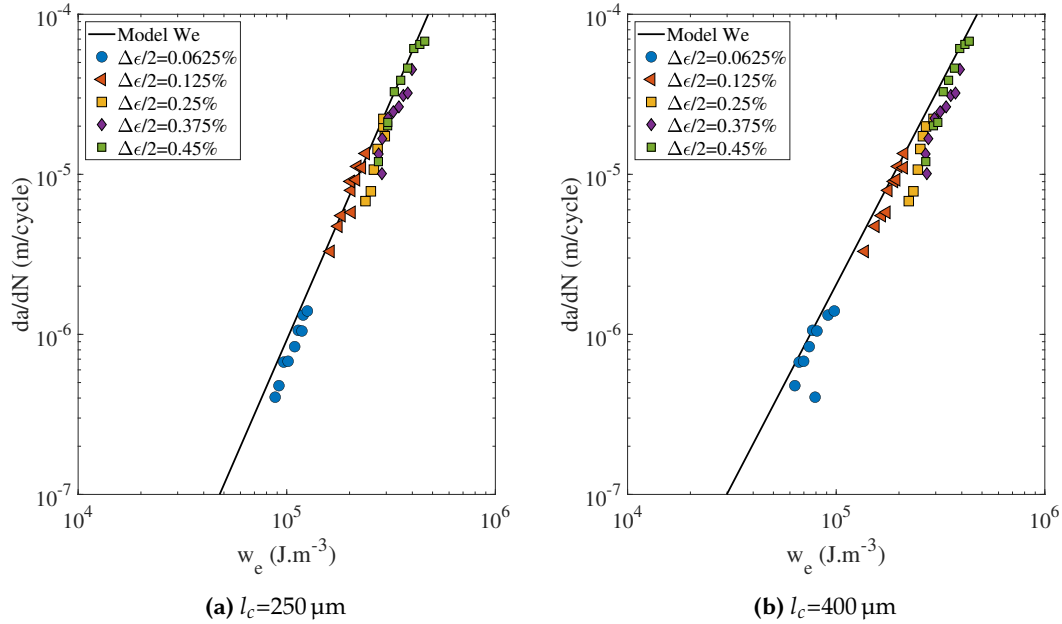 10^-4
10^-5
10^-6
10^-7
da/dN (m/cycle)
Model We
Δϵ/2=0.0625%
Δϵ/2=0.125%
Δϵ/2=0.25%
Δϵ/2=0.375%
Δϵ/2=0.45%
10^4 10^5 10^6
w_e (J.m^-3)
(a) l_c=250 µm
10^-4
10^-5
10^-6
10^-7
da/dN (m/cycle)
Model We
Δϵ/2=0.0625%
Δϵ/2=0.125%
Δϵ/2=0.25%
Δϵ/2=0.375%
Δϵ/2=0.45%
10^4 10^5 10^6
w_e (J.m^-3)
(b) l_c=400 µm